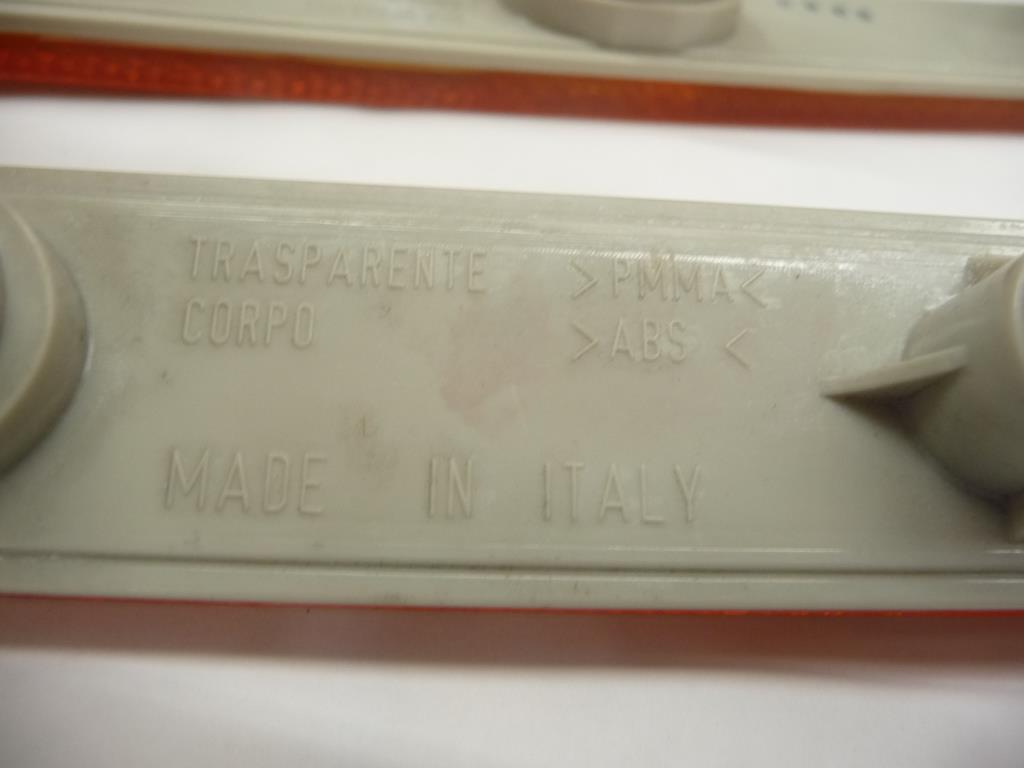 TRASPARENTE >PMMA<
CORPO >ABS <
MADE IN ITALY